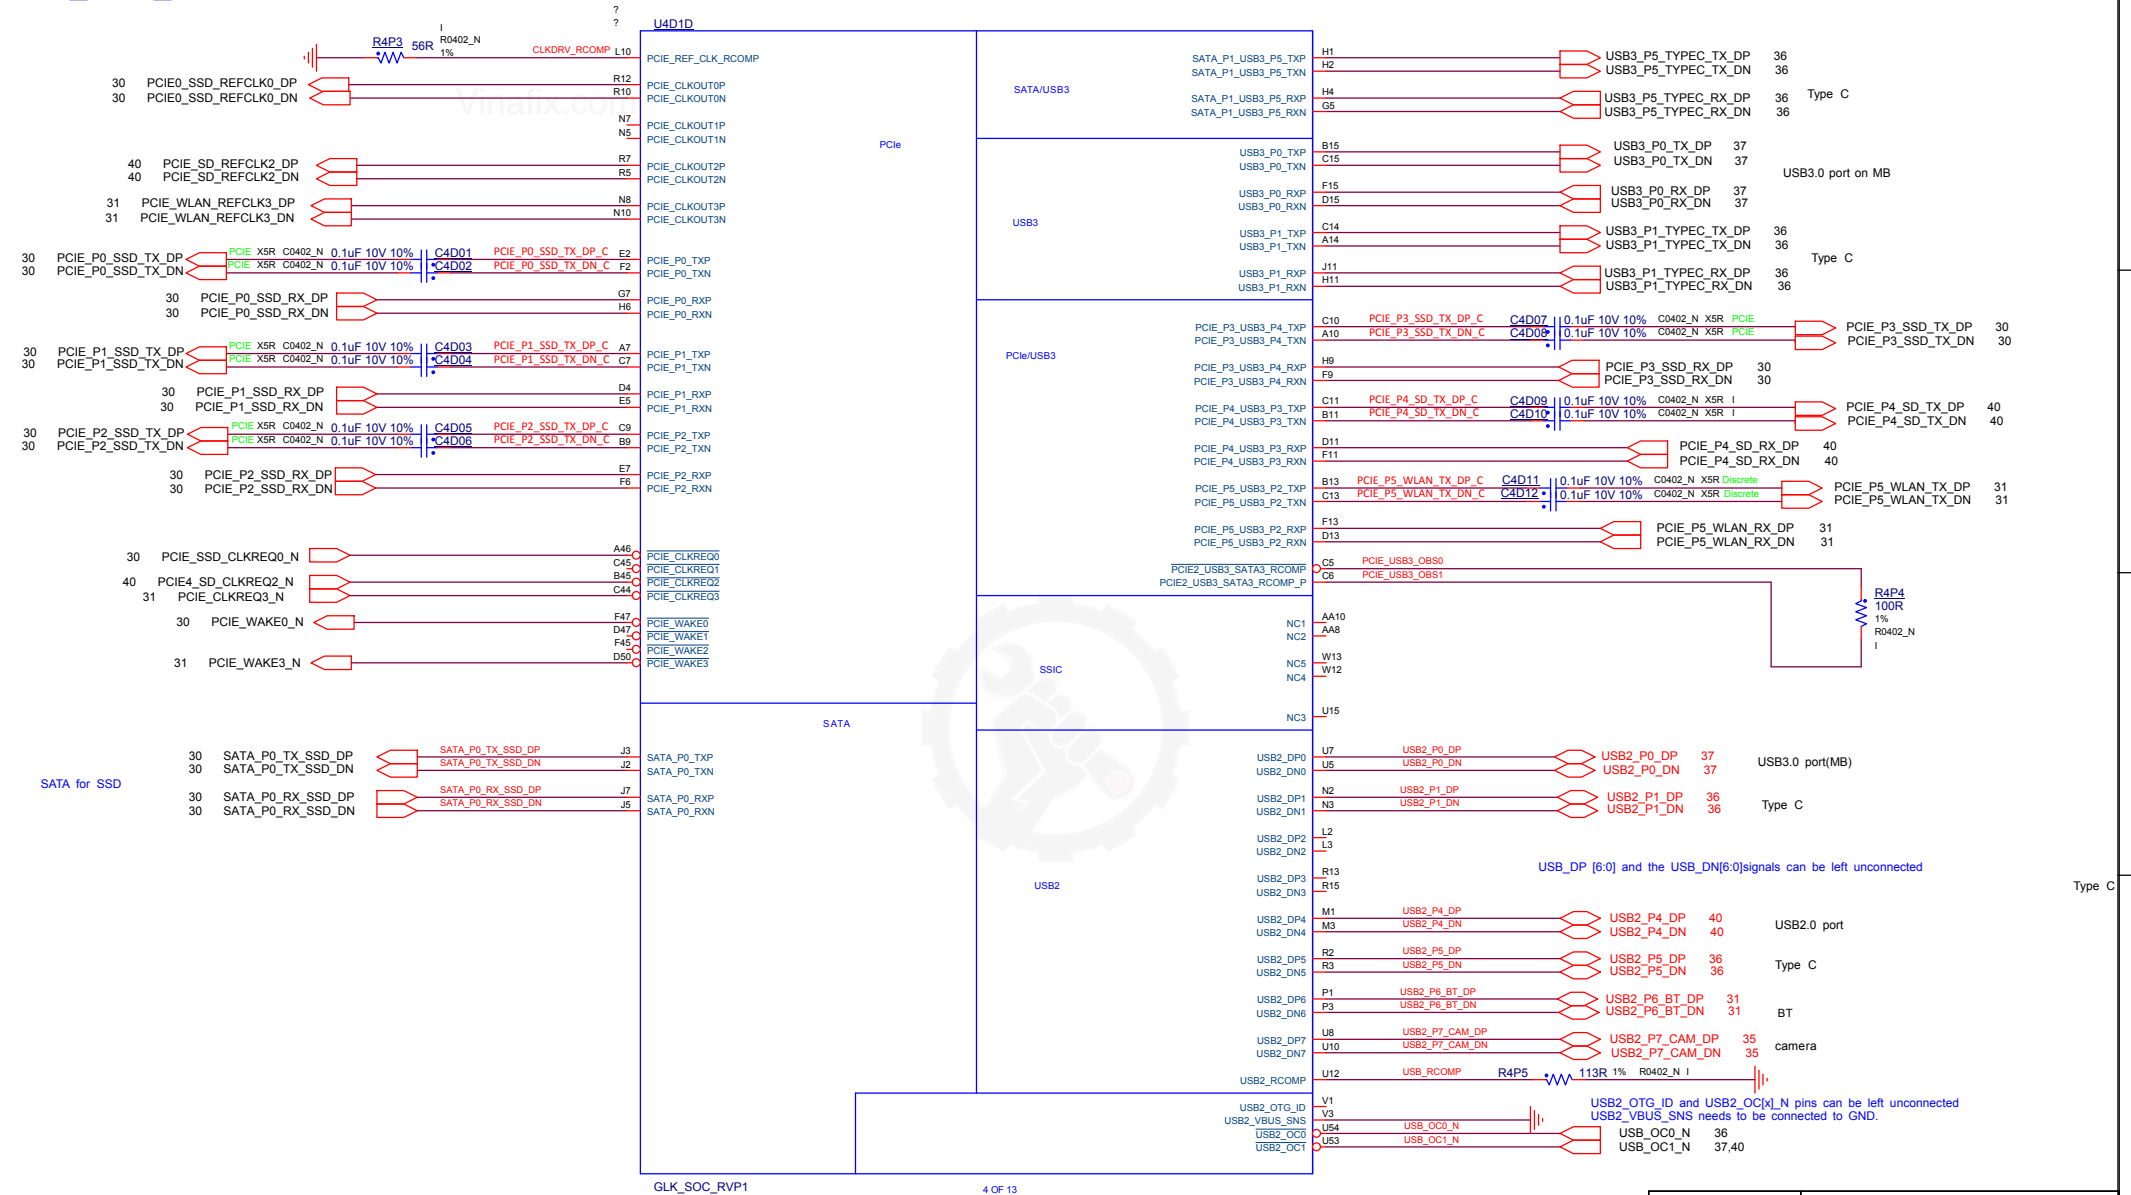 ?
?
U4D1D
I
R4P3 56R R0402_N
1%
CLKDRV_RCOMP L10 PCIE_REF_CLK_RCOMP
30 PCIE0_SSD_REFCLK0_DP R12 PCIE_CLKOUT0P
30 PCIE0_SSD_REFCLK0_DN R10 PCIE_CLKOUT0N
Vinafix.com
N7 PCIE_CLKOUT1P
N5 PCIE_CLKOUT1N
40 PCIE_SD_REFCLK2_DP R7 PCIE_CLKOUT2P
40 PCIE_SD_REFCLK2_DN R5 PCIE_CLKOUT2N
31 PCIE_WLAN_REFCLK3_DP N8 PCIE_CLKOUT3P
31 PCIE_WLAN_REFCLK3_DN N10 PCIE_CLKOUT3N
30 PCIE_P0_SSD_TX_DP PCIE X5R C0402_N 0.1uF 10V 10% C4D01 PCIE_P0_SSD_TX_DP_C E2 PCIE_P0_TXP
30 PCIE_P0_SSD_TX_DN PCIE X5R C0402_N 0.1uF 10V 10% C4D02 PCIE_P0_SSD_TX_DN_C F2 PCIE_P0_TXN
30 PCIE_P0_SSD_RX_DP G7 PCIE_P0_RXP
30 PCIE_P0_SSD_RX_DN H6 PCIE_P0_RXN
30 PCIE_P1_SSD_TX_DP PCIE X5R C0402_N 0.1uF 10V 10% C4D03 PCIE_P1_SSD_TX_DP_C A7 PCIE_P1_TXP
30 PCIE_P1_SSD_TX_DN PCIE X5R C0402_N 0.1uF 10V 10% C4D04 PCIE_P1_SSD_TX_DN_C C7 PCIE_P1_TXN
30 PCIE_P1_SSD_RX_DP D4 PCIE_P1_RXP
30 PCIE_P1_SSD_RX_DN E5 PCIE_P1_RXN
30 PCIE_P2_SSD_TX_DP PCIE X5R C0402_N 0.1uF 10V 10% C4D05 PCIE_P2_SSD_TX_DP_C C9 PCIE_P2_TXP
30 PCIE_P2_SSD_TX_DN PCIE X5R C0402_N 0.1uF 10V 10% C4D06 PCIE_P2_SSD_TX_DN_C B9 PCIE_P2_TXN
30 PCIE_P2_SSD_RX_DP E7 PCIE_P2_RXP
30 PCIE_P2_SSD_RX_DN F6 PCIE_P2_RXN
30 PCIE_SSD_CLKREQ0_N A46 PCIE_CLKREQ0
C45 PCIE_CLKREQ1
40 PCIE4_SD_CLKREQ2_N B45 PCIE_CLKREQ2
31 PCIE_CLKREQ3_N C44 PCIE_CLKREQ3
30 PCIE_WAKE0_N F47 PCIE_WAKE0
D47 PCIE_WAKE1
F45 PCIE_WAKE2
31 PCIE_WAKE3_N D50 PCIE_WAKE3
PCIe
SATA
SATA for SSD
30 SATA_P0_TX_SSD_DP SATA_P0_TX_SSD_DP J3 SATA_P0_TXP
30 SATA_P0_TX_SSD_DN SATA_P0_TX_SSD_DN J2 SATA_P0_TXN
30 SATA_P0_RX_SSD_DP SATA_P0_RX_SSD_DP J7 SATA_P0_RXP
30 SATA_P0_RX_SSD_DN SATA_P0_RX_SSD_DN J5 SATA_P0_RXN
SATA/USB3
SATA_P1_USB3_P5_TXP H1 USB3_P5_TYPEC_TX_DP 36
SATA_P1_USB3_P5_TXN H2 USB3_P5_TYPEC_TX_DN 36
SATA_P1_USB3_P5_RXP H4 USB3_P5_TYPEC_RX_DP 36
SATA_P1_USB3_P5_RXN G5 USB3_P5_TYPEC_RX_DN 36
Type C
USB3
USB3_P0_TXP B15 USB3_P0_TX_DP 37
USB3_P0_TXN C15 USB3_P0_TX_DN 37
USB3.0 port on MB
USB3_P0_RXP F15 USB3_P0_RX_DP 37
USB3_P0_RXN D15 USB3_P0_RX_DN 37
USB3_P1_TXP C14 USB3_P1_TYPEC_TX_DP 36
USB3_P1_TXN A14 USB3_P1_TYPEC_TX_DN 36
Type C
USB3_P1_RXP J11 USB3_P1_TYPEC_RX_DP 36
USB3_P1_RXN H11 USB3_P1_TYPEC_RX_DN 36
PCIe/USB3
PCIE_P3_USB3_P4_TXP C10 PCIE_P3_SSD_TX_DP_C C4D07 0.1uF 10V 10% C0402_N X5R PCIE PCIE_P3_SSD_TX_DP 30
PCIE_P3_USB3_P4_TXN A10 PCIE_P3_SSD_TX_DN_C C4D08 0.1uF 10V 10% C0402_N X5R PCIE PCIE_P3_SSD_TX_DN 30
PCIE_P3_USB3_P4_RXP H9 PCIE_P3_SSD_RX_DP 30
PCIE_P3_USB3_P4_RXN F9 PCIE_P3_SSD_RX_DN 30
PCIE_P4_USB3_P3_TXP C11 PCIE_P4_SD_TX_DP_C C4D09 0.1uF 10V 10% C0402_N X5R I PCIE_P4_SD_TX_DP 40
PCIE_P4_USB3_P3_TXN B11 PCIE_P4_SD_TX_DN_C C4D10 0.1uF 10V 10% C0402_N X5R I PCIE_P4_SD_TX_DN 40
PCIE_P4_USB3_P3_RXP D11 PCIE_P4_SD_RX_DP 40
PCIE_P4_USB3_P3_RXN F11 PCIE_P4_SD_RX_DN 40
PCIE_P5_USB3_P2_TXP B13 PCIE_P5_WLAN_TX_DP_C C4D11 0.1uF 10V 10% C0402_N X5R Discrete PCIE_P5_WLAN_TX_DP 31
PCIE_P5_USB3_P2_TXN C13 PCIE_P5_WLAN_TX_DN_C C4D12 0.1uF 10V 10% C0402_N X5R Discrete PCIE_P5_WLAN_TX_DN 31
PCIE_P5_USB3_P2_RXP F13 PCIE_P5_WLAN_RX_DP 31
PCIE_P5_USB3_P2_RXN D13 PCIE_P5_WLAN_RX_DN 31
PCIE2_USB3_SATA3_RCOMP C5 PCIE_USB3_OBS0
PCIE2_USB3_SATA3_RCOMP_P C6 PCIE_USB3_OBS1
R4P4
100R
1%
R0402_N
I
SSIC
NC1 AA10
NC2 AA8
NC5 W13
NC4 W12
NC3 U15
USB2
USB2_DP0 U7 USB2_P0_DP USB2_P0_DP 37
USB2_DN0 U5 USB2_P0_DN USB2_P0_DN 37
USB3.0 port(MB)
USB2_DP1 N2 USB2_P1_DP USB2_P1_DP 36
USB2_DN1 N3 USB2_P1_DN USB2_P1_DN 36
Type C
USB2_DP2 L2
USB2_DN2 L3
USB_DP [6:0] and the USB_DN[6:0]signals can be left unconnected
USB2_DP3 R13
USB2_DN3 R15
Type C
USB2_DP4 M1 USB2_P4_DP USB2_P4_DP 40
USB2_DN4 M3 USB2_P4_DN USB2_P4_DN 40
USB2.0 port
USB2_DP5 R2 USB2_P5_DP USB2_P5_DP 36
USB2_DN5 R3 USB2_P5_DN USB2_P5_DN 36
Type C
USB2_DP6 P1 USB2_P6_BT_DP USB2_P6_BT_DP 31
USB2_DN6 P3 USB2_P6_BT_DN USB2_P6_BT_DN 31
BT
USB2_DP7 U8 USB2_P7_CAM_DP USB2_P7_CAM_DP 35
USB2_DN7 U10 USB2_P7_CAM_DN USB2_P7_CAM_DN 35
camera
USB2_RCOMP U12 USB_RCOMP R4P5 113R 1% R0402_N I
USB2_OTG_ID V1
USB2_VBUS_SNS V3
USB2_OTG_ID and USB2_OC[x]_N pins can be left unconnected
USB2_VBUS_SNS needs to be connected to GND.
USB2_OC0 U54 USB_OC0_N USB_OC0_N 36
USB2_OC1 U53 USB_OC1_N USB_OC1_N 37,40
GLK_SOC_RVP1
4 OF 13